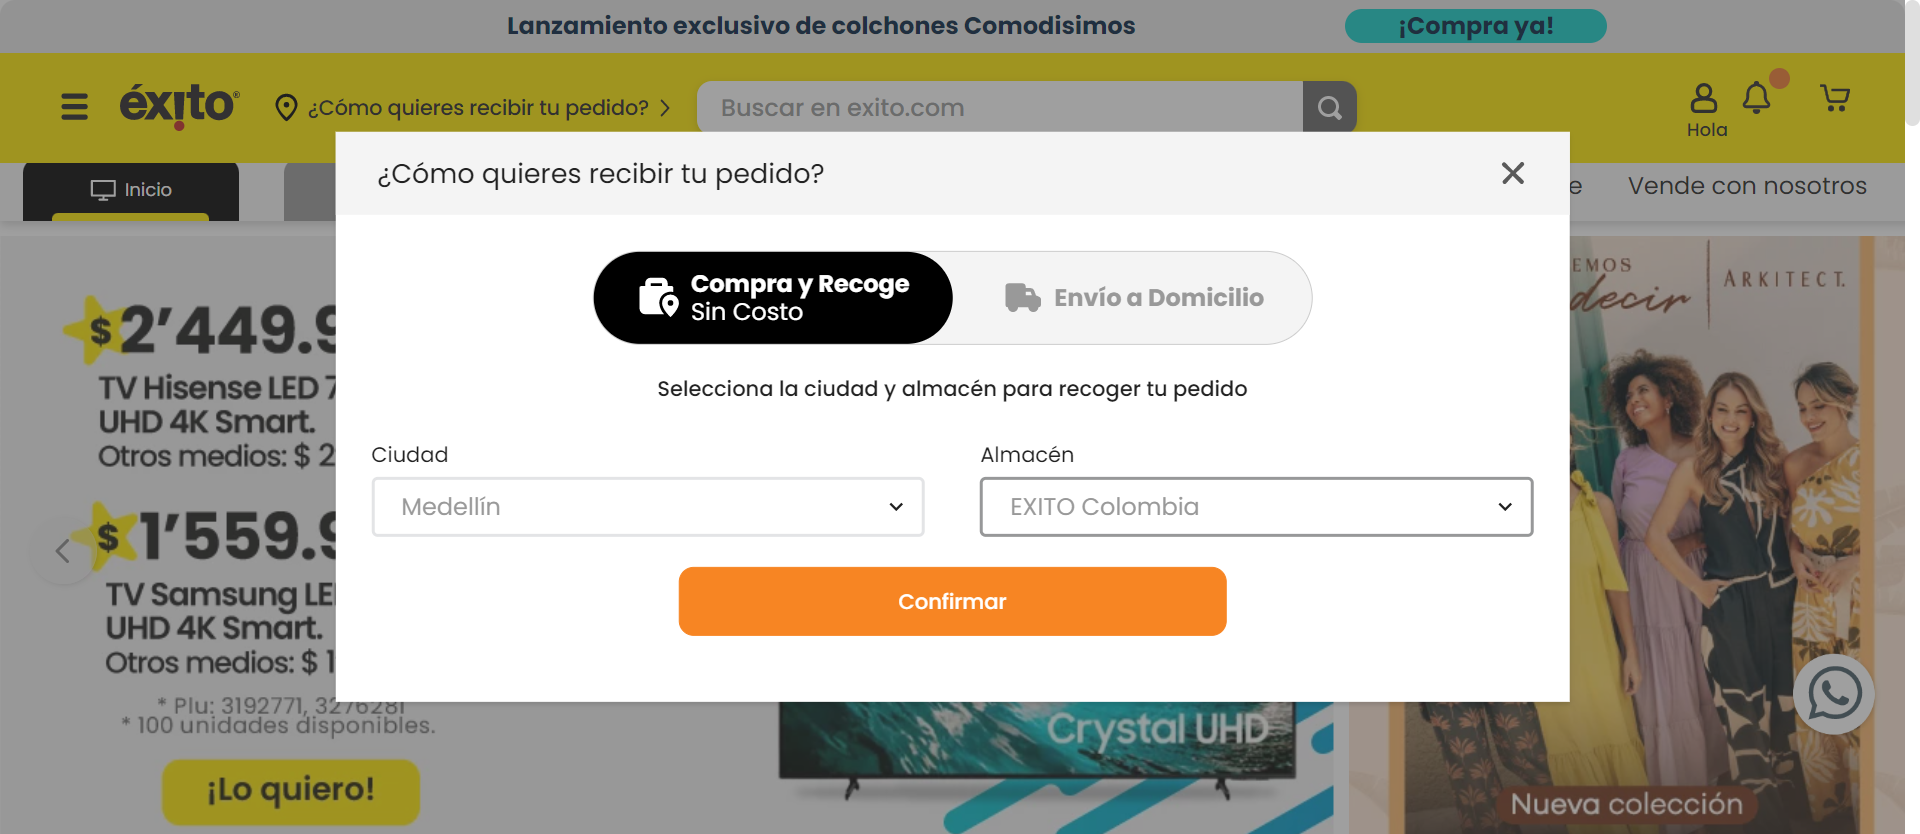 Lanzamiento exclusivo de colchones Comodisimos
¡Compra ya!
éxito®
¿Cómo quieres recibir tu pedido?
Buscar en exito.com
Hola
Inicio
e
Vende con nosotros
¿Cómo quieres recibir tu pedido?
Compra y Recoge
Sin Costo
Envío a Domicilio
Selecciona la ciudad y almacén para recoger tu pedido
Ciudad
Almacén
Medellín
EXITO Colombia
Confirmar
$2'449.9
TV Hisense LED 7
UHD 4K Smart.
Otros medios: $ 2
$1'559.9
TV Samsung LE
UHD 4K Smart.
Otros medios: $ 1
* Plu: 3192771, 3276281
* 100 unidades disponibles.
¡Lo quiero!
Crystal UHD
EMOS
decir
ARKITECT.
Nueva colección